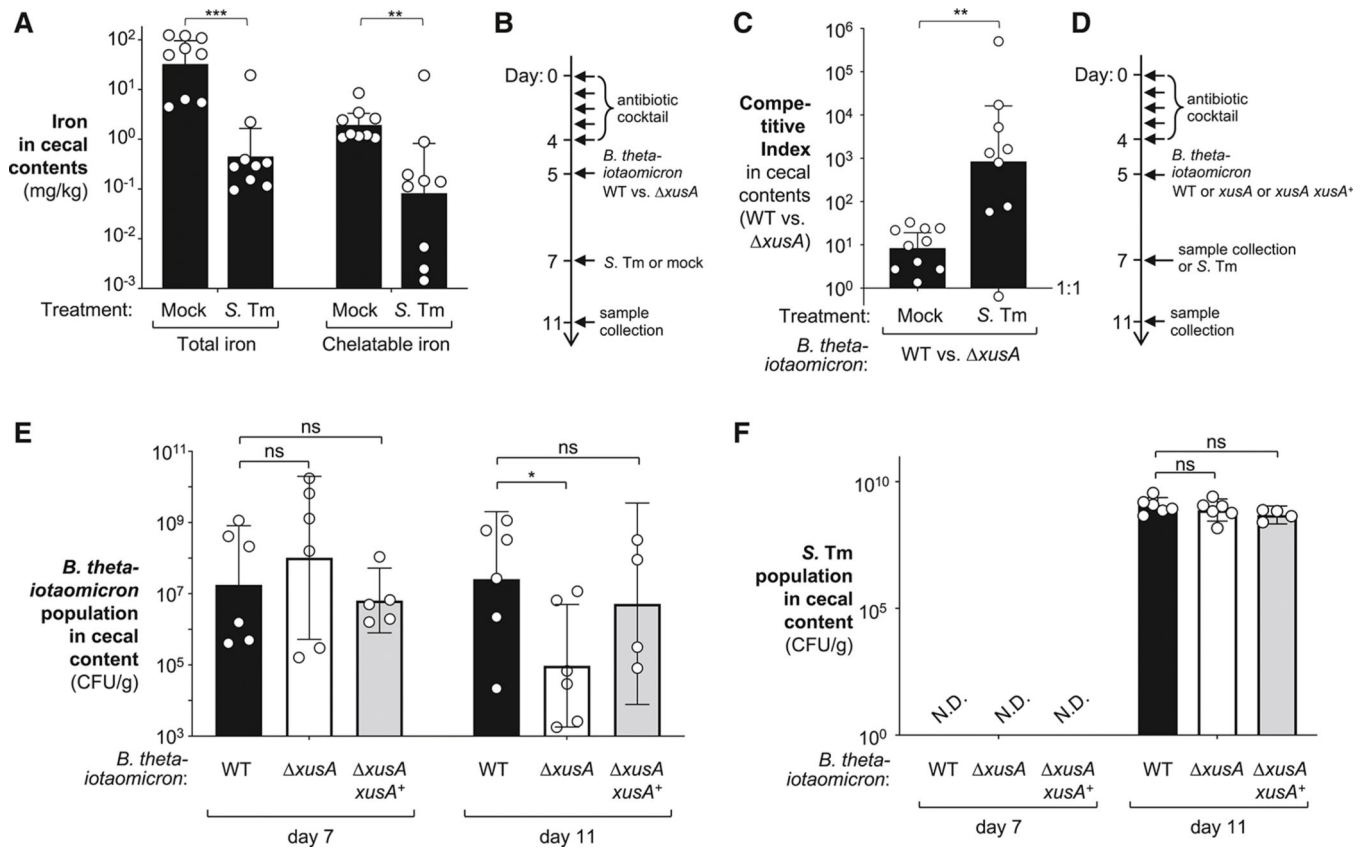 A
***
**
10²
10¹
10⁰
10⁻¹
10⁻²
10⁻³
Iron
in cecal
contents
(mg/kg)
Treatment: Mock S. Tm Mock S. Tm
Total iron Chelatable iron
B
Day: 0
4
5
7
11
antibiotic
cocktail
B. theta-
iotaomicron
WT vs. ΔxusA
S. Tm or mock
sample
collection
C
**
10⁶
10⁵
10⁴
10³
10²
10¹
10⁰
Compe-
titive
Index
in cecal
contents
(WT vs.
ΔxusA)
1:1
Treatment: Mock S. Tm
B. theta-
iotaomicron:
WT vs. ΔxusA
D
Day: 0
4
5
7
11
antibiotic
cocktail
B. theta-
iotaomicron
WT or xusA or xusA xusA⁺
sample collection
or S. Tm
sample
collection
E
ns
ns
ns
*
10¹¹
10⁹
10⁷
10⁵
10³
B. theta-
iotaomicron
population
in cecal
content
(CFU/g)
B. theta-
iotaomicron:
WT ΔxusA ΔxusA
xusA⁺
WT ΔxusA ΔxusA
xusA⁺
day 7 day 11
F
ns
ns
10¹⁰
10⁵
10⁰
S. Tm
population
in cecal
content
(CFU/g)
N.D. N.D. N.D.
B. theta-
iotaomicron:
WT ΔxusA ΔxusA
xusA⁺
WT ΔxusA ΔxusA
xusA⁺
day 7 day 11